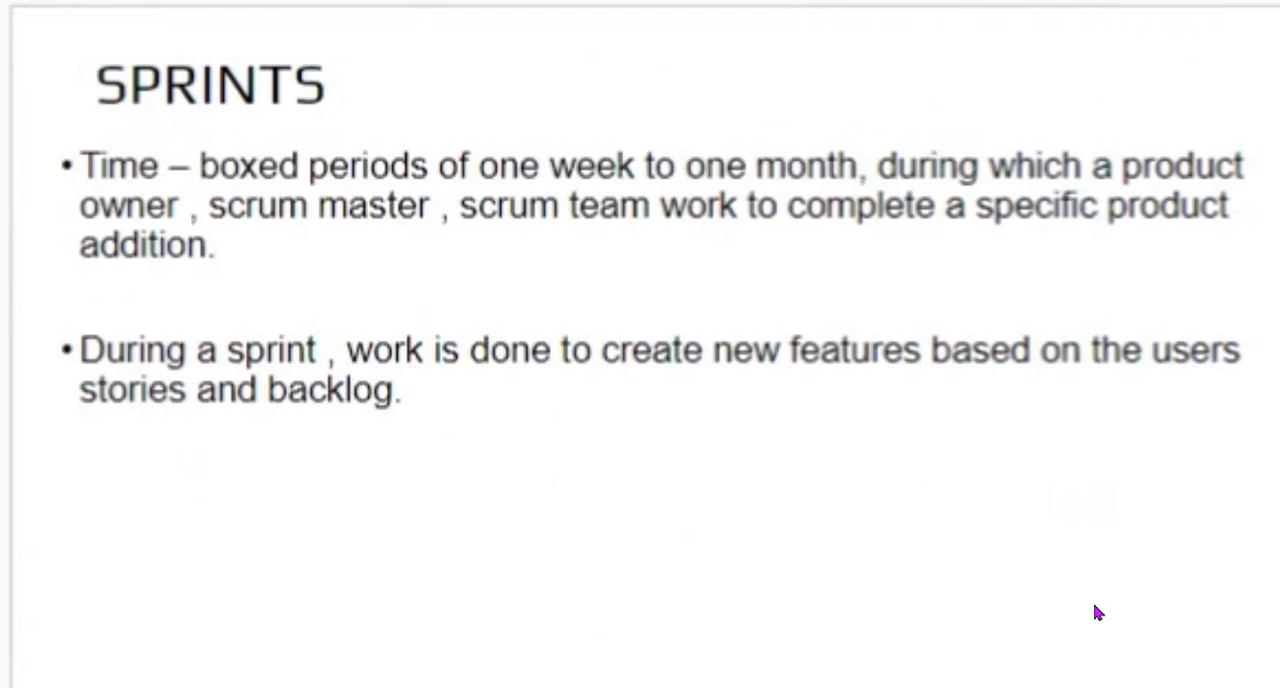 SPRINTS
• Time – boxed periods of one week to one month, during which a product
owner , scrum master , scrum team work to complete a specific product
addition.
• During a sprint , work is done to create new features based on the users
stories and backlog.